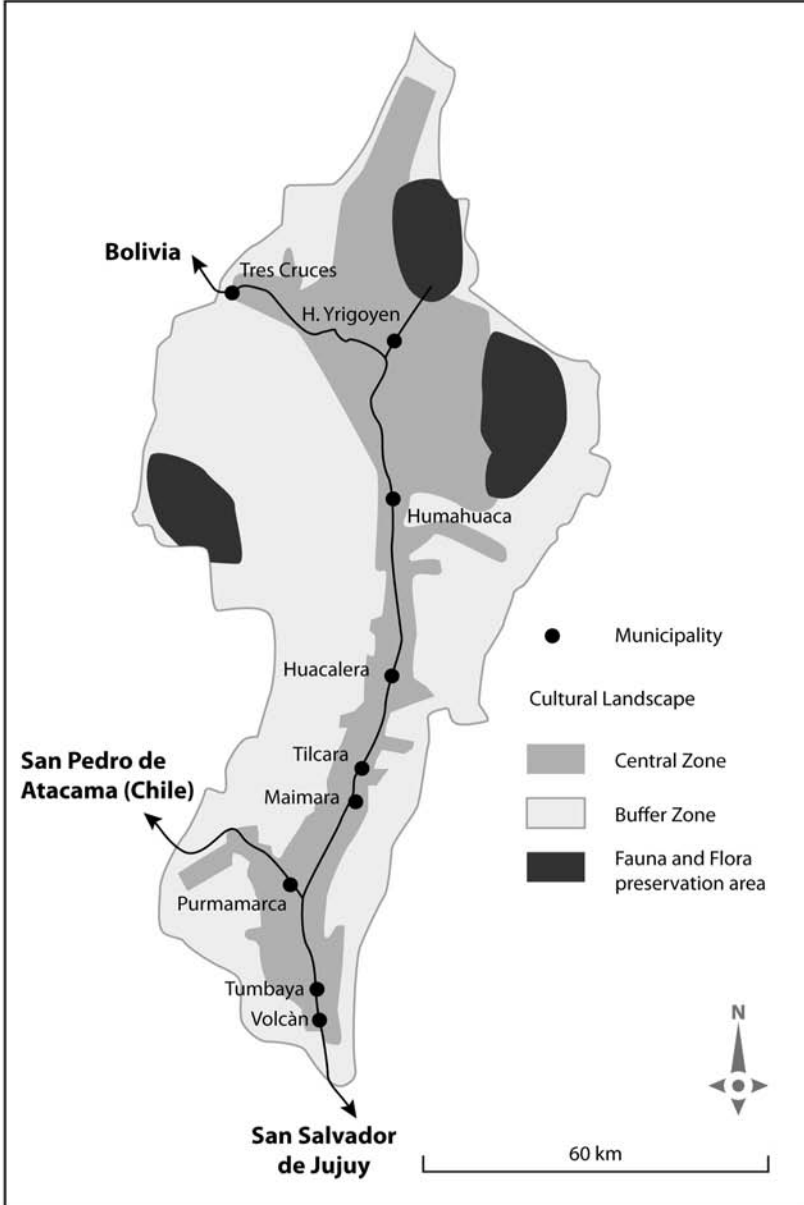 Bolivia
Tres Cruces
H. Yrigoyen
Humahuaca
Municipality
Huacalera
Cultural Landscape
San Pedro de
Atacama (Chile)
Tilcara
Central Zone
Maimara
Buffer Zone
Fauna and Flora
preservation area
Purmamarca
Tumbaya
Volcàn
N
San Salvador
de Jujuy
60 km